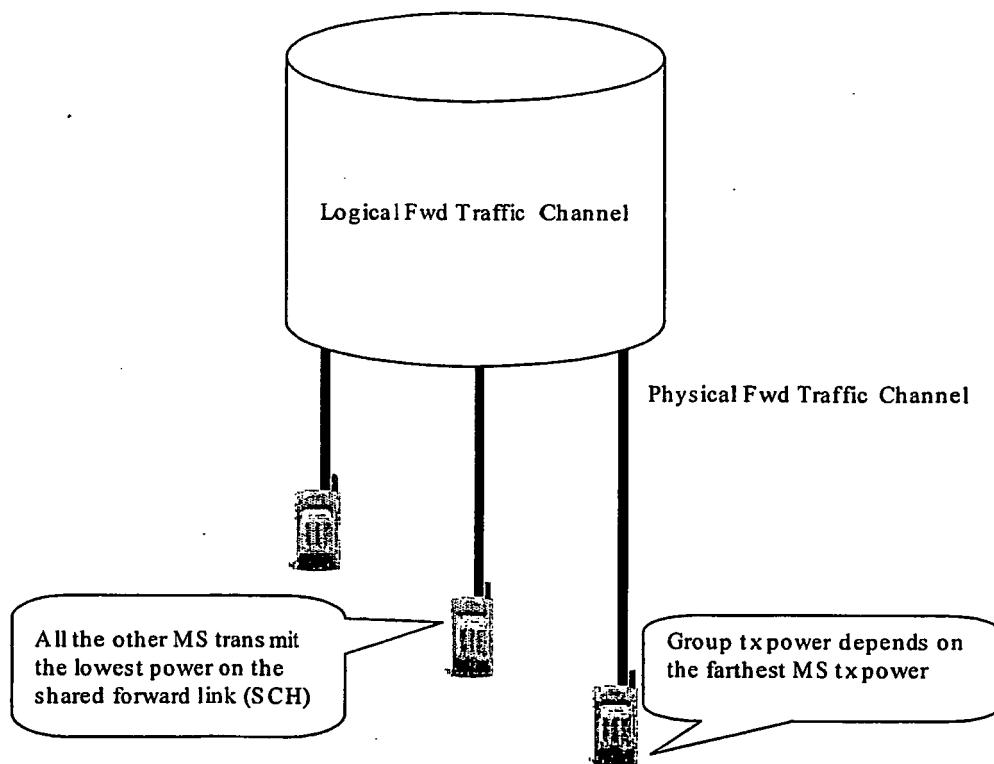 Logical Fwd Traffic Channel
Physical Fwd Traffic Channel
All the other MS transmit
the lowest power on the
shared forward link (SCH)
Group tx power depends on
the farthest MS tx power